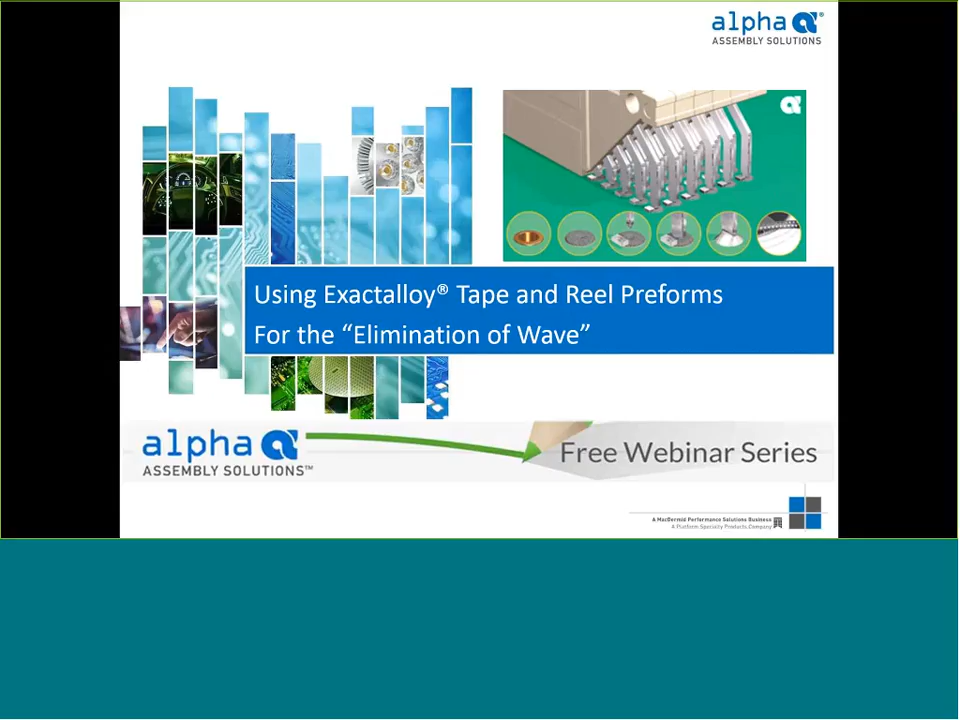 alpha a®
ASSEMBLY SOLUTIONS
a
Using Exactalloy® Tape and Reel Preforms
For the “Elimination of Wave”
alpha a
ASSEMBLY SOLUTIONS™
Free Webinar Series
A MacDermid Performance Solutions Business
A Platform Specialty Products Company